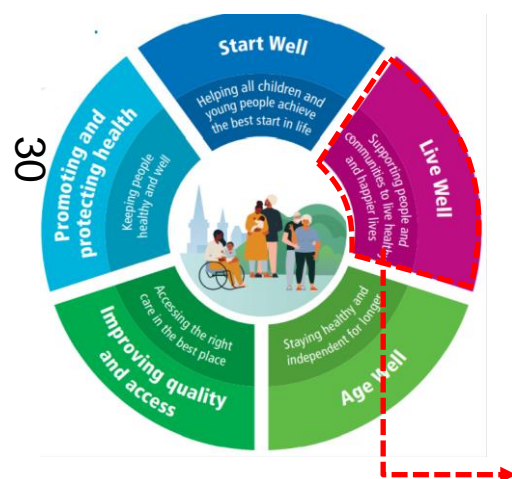 Start Well
Helping all children and
young people achieve
the best start in life
Live Well
Supporting people and
communities to live health
and happier lives
Age Well
Staying healthy and
independent for longer
Improving quality
and access
Accessing the right
care in the best place
Promoting and
protecting health
Keeping people
healthy and well
30